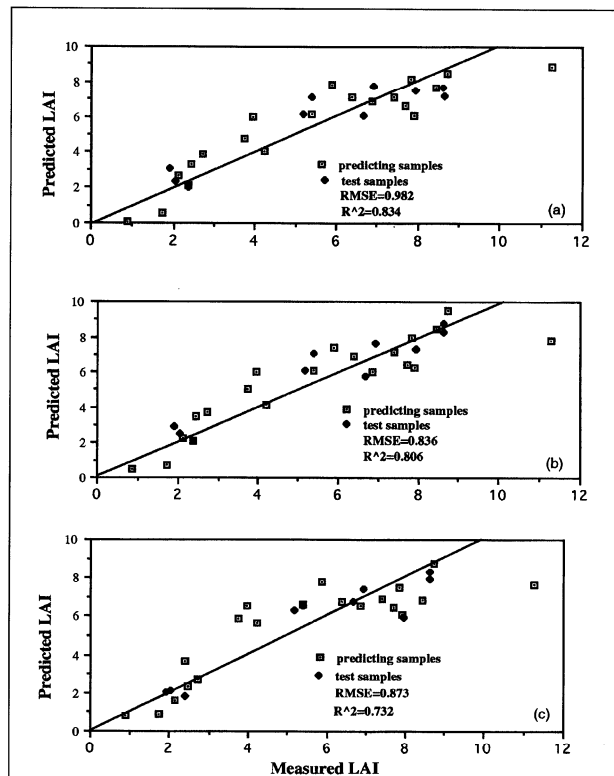 10
8
6
4
2
0
Predicted LAI
predicting samples
test samples
RMSE=0.982
R^2=0.834
(a)
0 2 4 6 8 10 12
10
8
6
4
2
0
Predicted LAI
predicting samples
test samples
RMSE=0.836
R^2=0.806
(b)
0 2 4 6 8 10 12
10
8
6
4
2
0
Predicted LAI
predicting samples
test samples
RMSE=0.873
R^2=0.732
(c)
0 2 4 6 8 10 12
Measured LAI